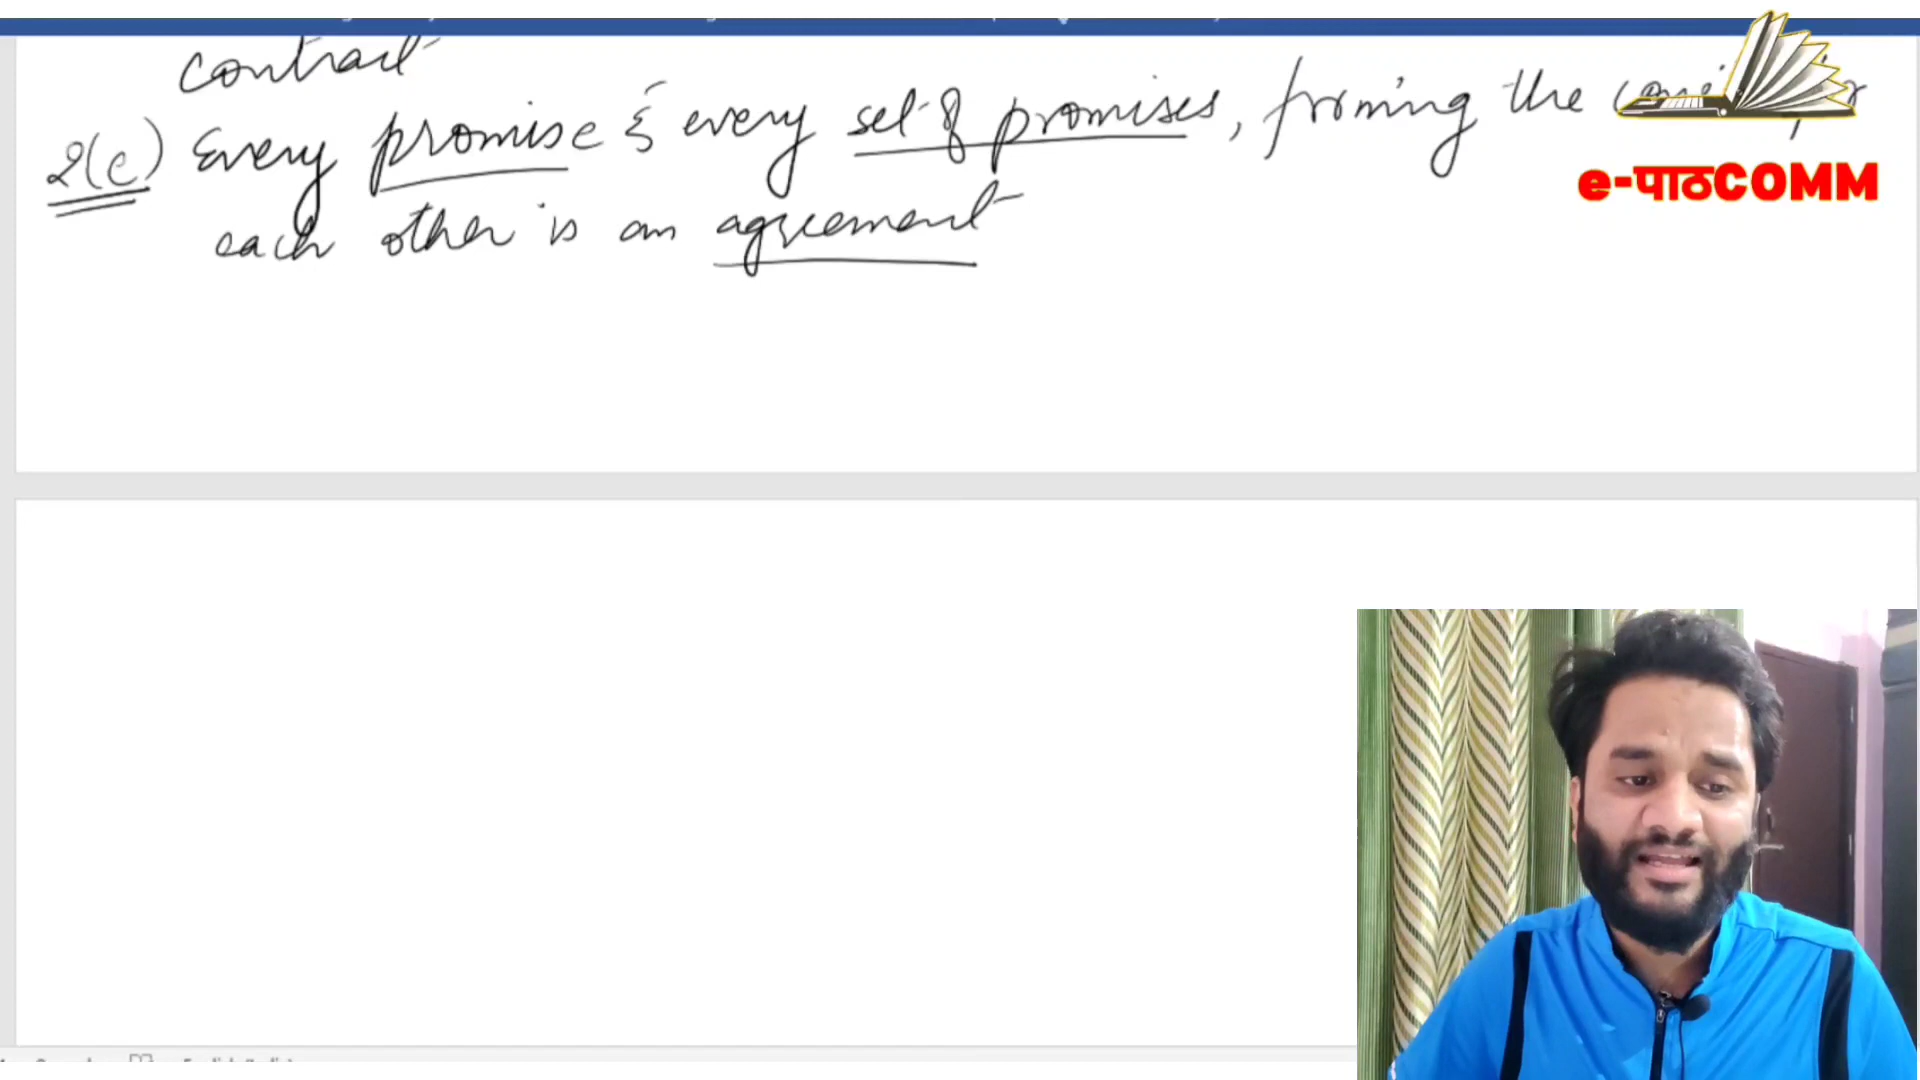 contract
2(e) Every promise & every set of promises, forming the
each other is an agreement
e-पाठCOMM